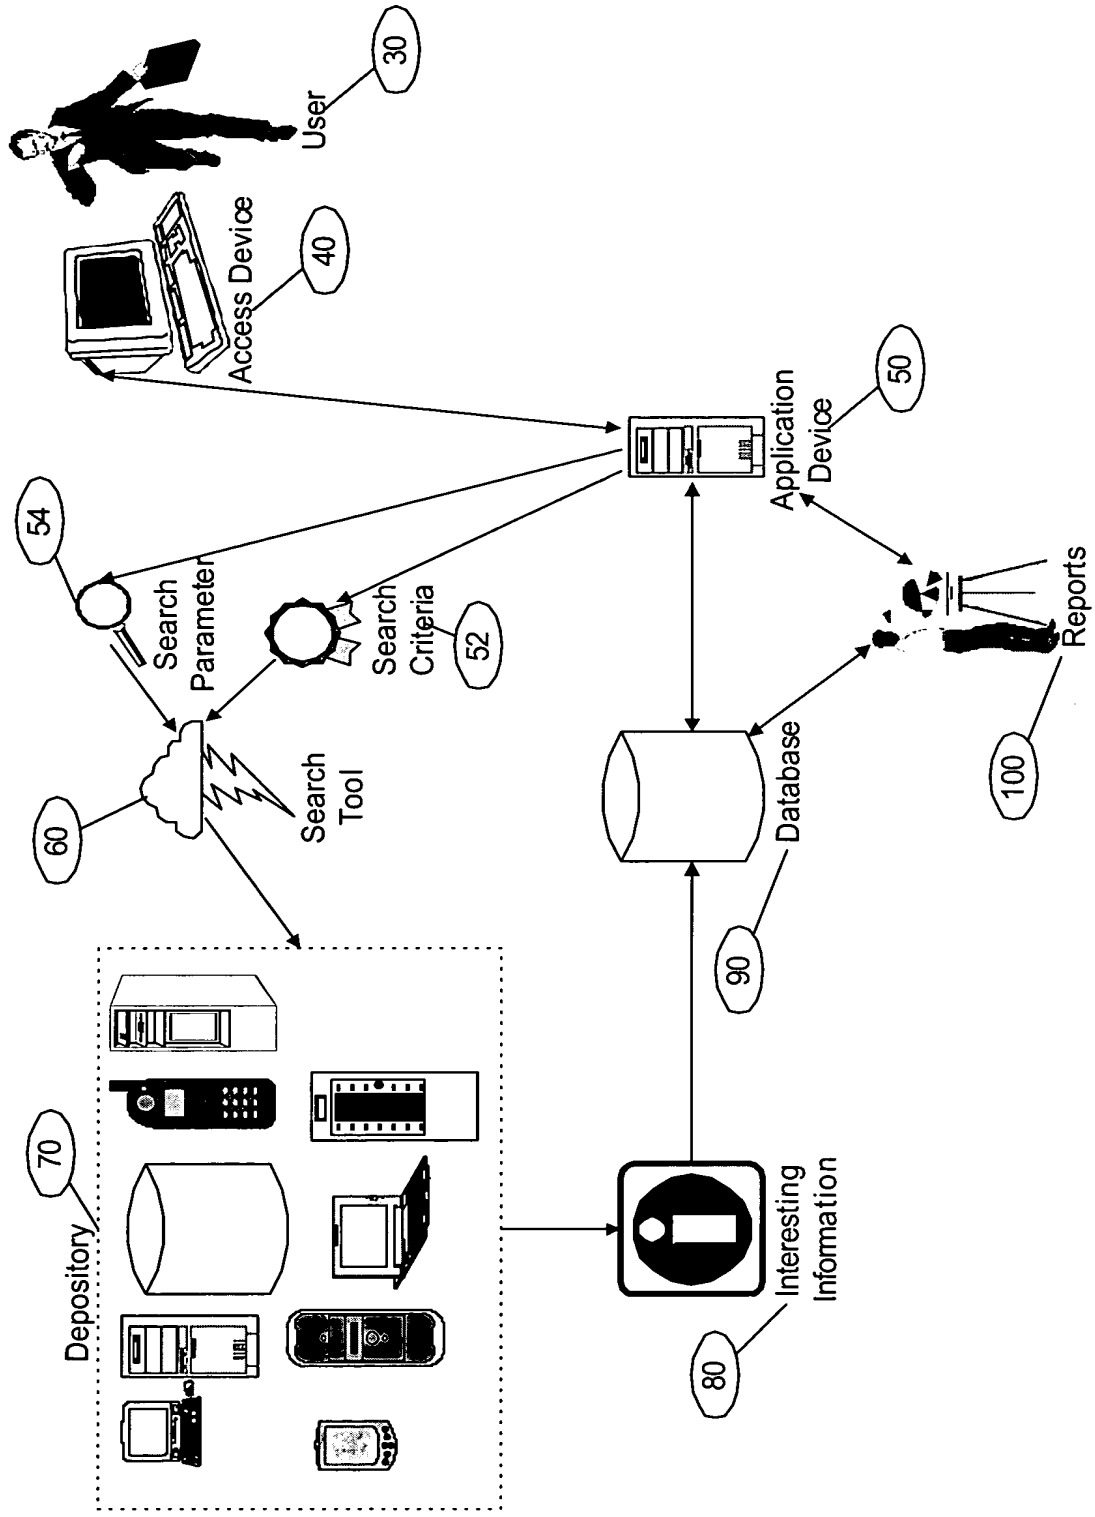 Depository
70
60
Search
Tool
54
Search
Parameter
Search
Criteria
52
Access Device
40
User
30
80
Interesting
Information
90
Database
Application
Device
50
100
Reports